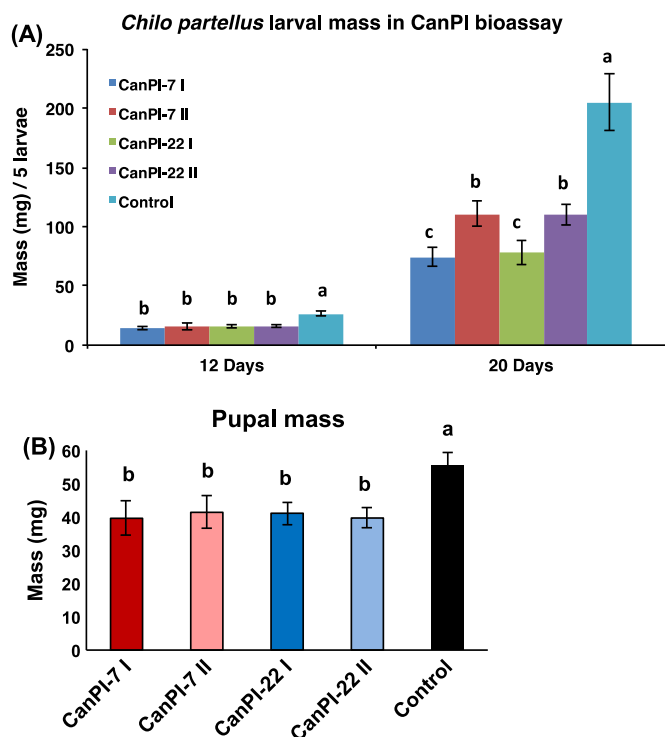 (A)
Chilo partellus larval mass in CanPI bioassay
Mass (mg) / 5 larvae
250
200
150
100
50
0
CanPI-7 I
CanPI-7 II
CanPI-22 I
CanPI-22 II
Control
b b b b a
c b c b a
12 Days 20 Days
(B)
Pupal mass
Mass (mg)
60
50
40
30
20
10
0
b b b b a
CanPI-7 I
CanPI-7 II
CanPI-22 I
CanPI-22 II
Control